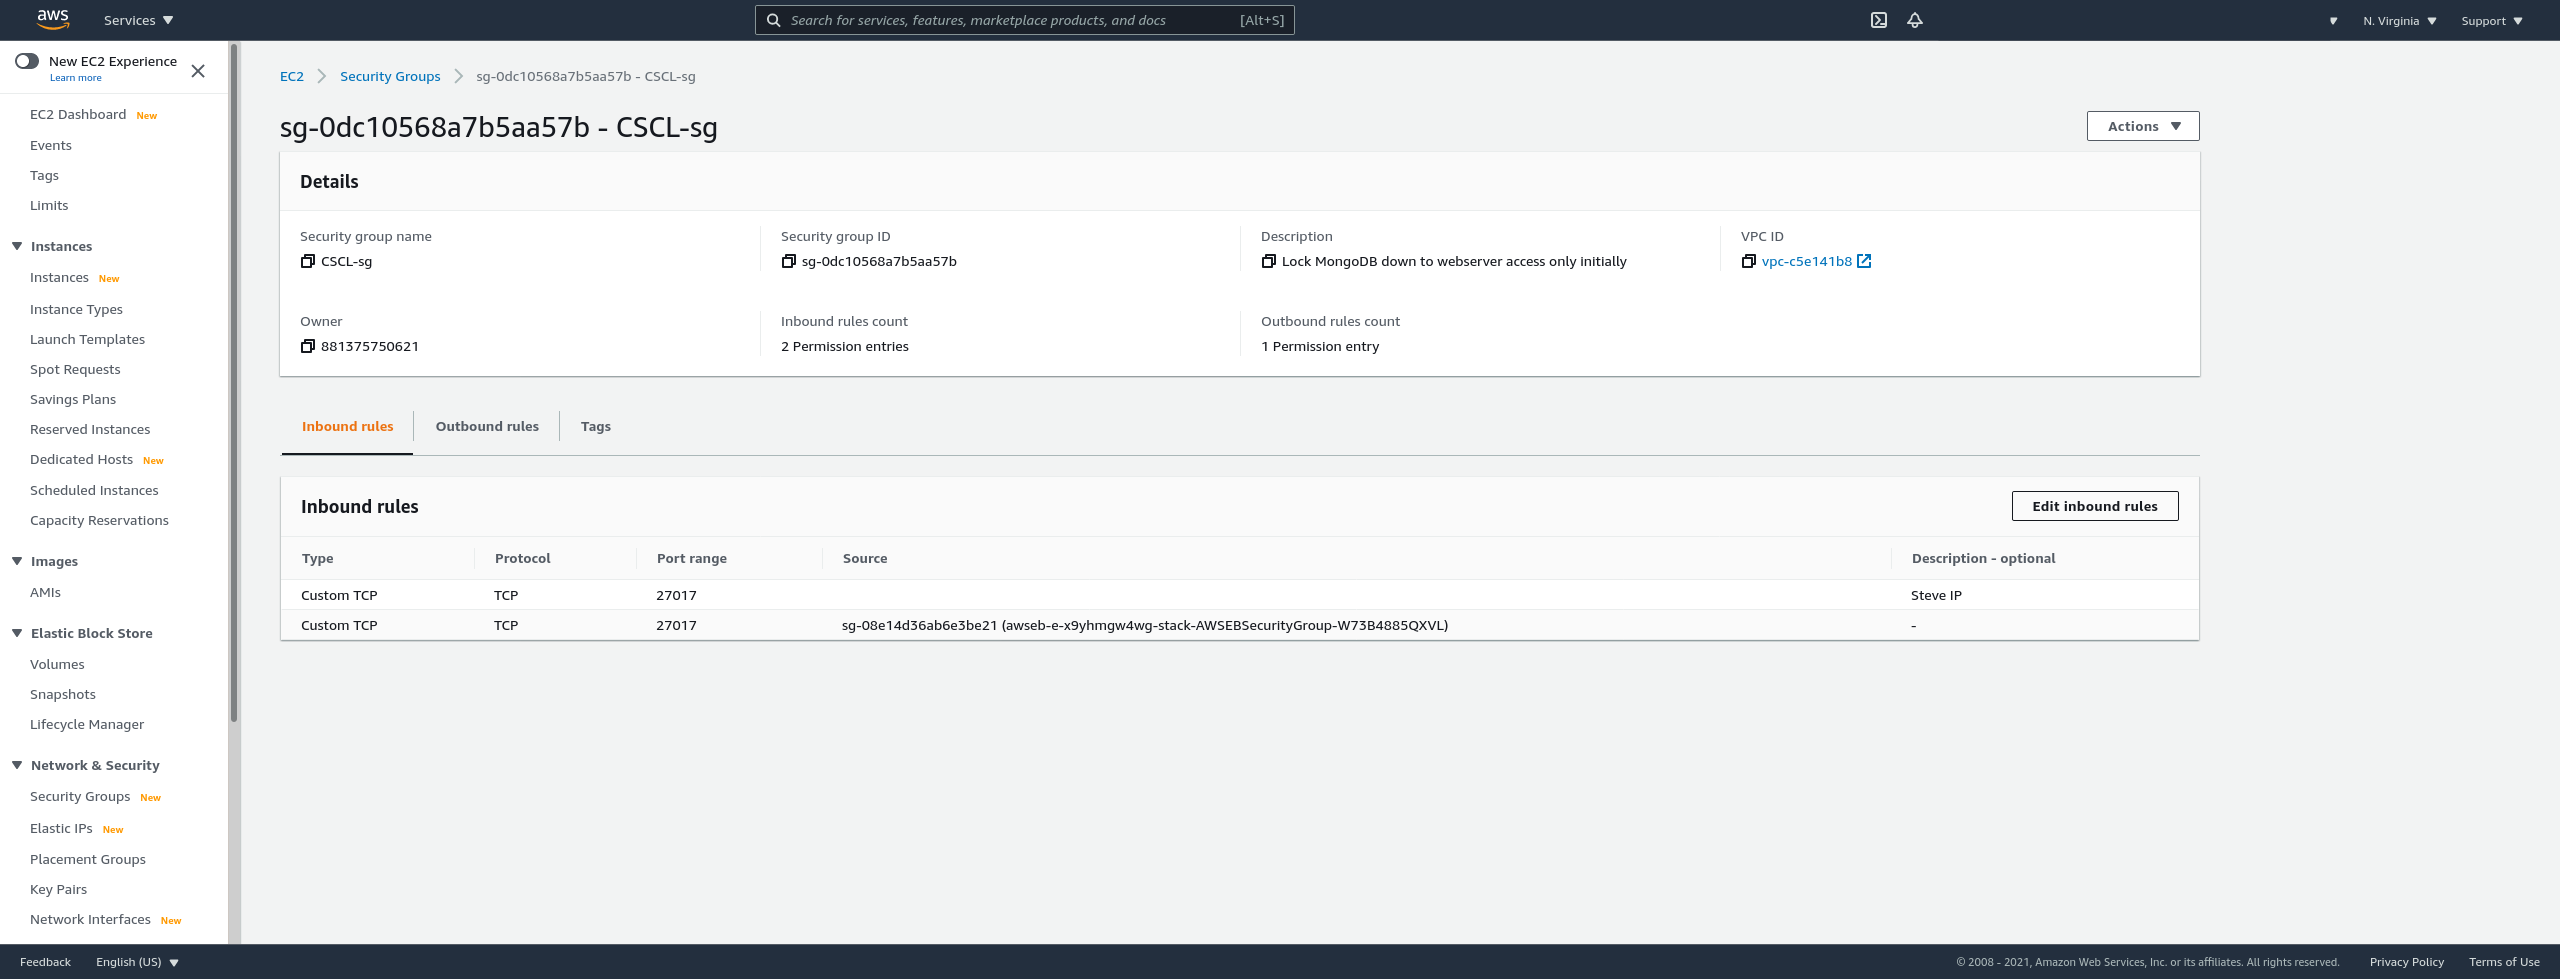 aws Services Search for services, features, marketplace products, and docs [Alt+S] N. Virginia Support
New EC2 Experience
Learn more
EC2 Dashboard New
Events
Tags
Limits
Instances
Instances New
Instance Types
Launch Templates
Spot Requests
Savings Plans
Reserved Instances
Dedicated Hosts New
Scheduled Instances
Capacity Reservations
Images
AMIs
Elastic Block Store
Volumes
Snapshots
Lifecycle Manager
Network & Security
Security Groups New
Elastic IPs New
Placement Groups
Key Pairs
Network Interfaces New
EC2 Security Groups sg-0dc10568a7b5aa57b - CSCL-sg
sg-0dc10568a7b5aa57b - CSCL-sg Actions
Details
Security group name Security group ID Description VPC ID
CSCL-sg sg-0dc10568a7b5aa57b Lock MongoDB down to webserver access only initially vpc-c5e141b8
Owner Inbound rules count Outbound rules count
881375750621 2 Permission entries 1 Permission entry
Inbound rules Outbound rules Tags
Inbound rules Edit inbound rules
Type Protocol Port range Source Description - optional
Custom TCP TCP 27017 Steve IP
Custom TCP TCP 27017 sg-08e14d36ab6e3be21 (awseb-e-x9yhmgw4wg-stack-AWSEBSecurityGroup-W73B4885QXVL) -
Feedback English (US) © 2008 - 2021, Amazon Web Services, Inc. or its affiliates. All rights reserved. Privacy Policy Terms of Use